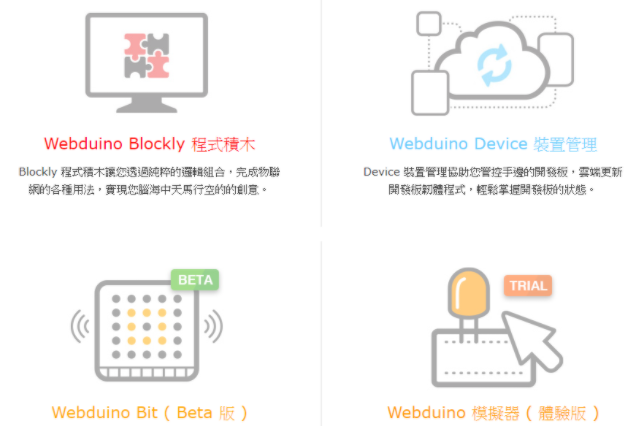 Webduino Blockly 程式積木
Blockly 程式積木讓您透過純粹的邏輯組合，完成物聯
網的各種用法，實現您腦海中天馬行空的的創意。
Webduino Device 裝置管理
Device 裝置管理協助您管控手邊的開發板，雲端更新
開發板韌體程式，輕鬆掌握開發板的狀態。
BETA
Webduino Bit ( Beta 版 )
TRIAL
Webduino 模擬器 ( 體驗版 )